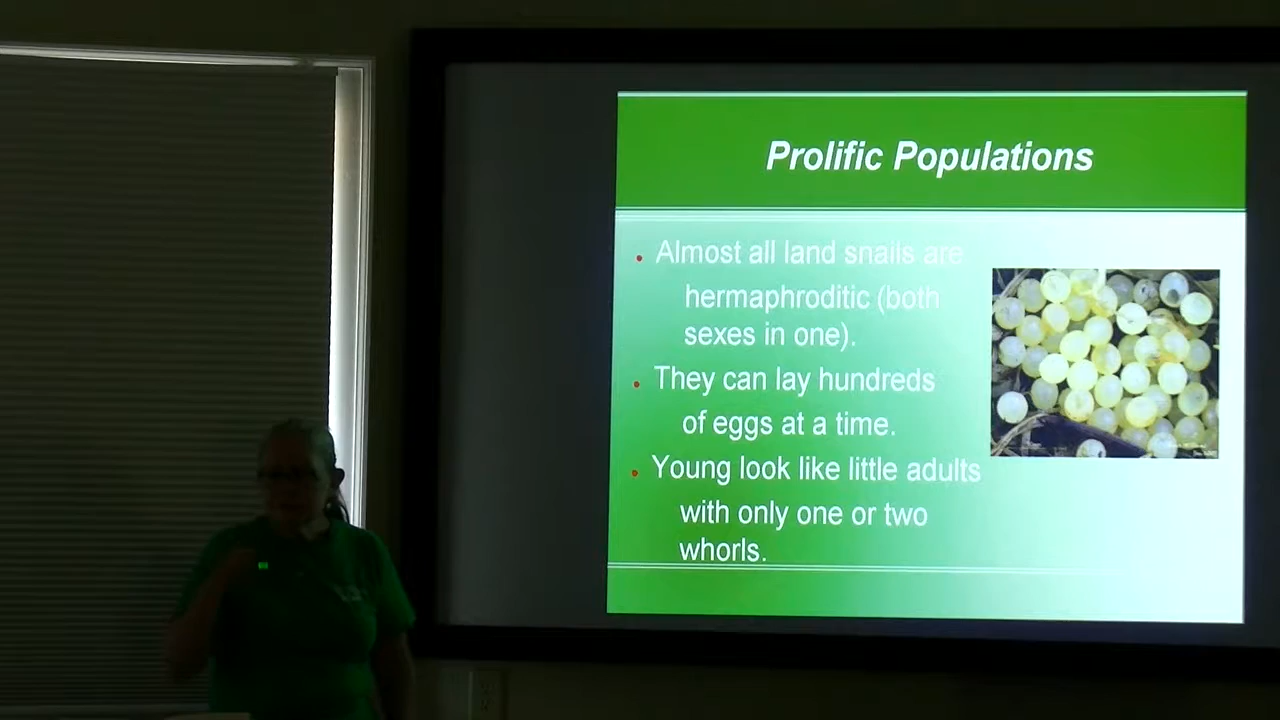 Prolific Populations
Almost all land snails are
hermaphroditic (both
sexes in one).
They can lay hundreds
of eggs at a time.
Young look like little adults
with only one or two
whorls.